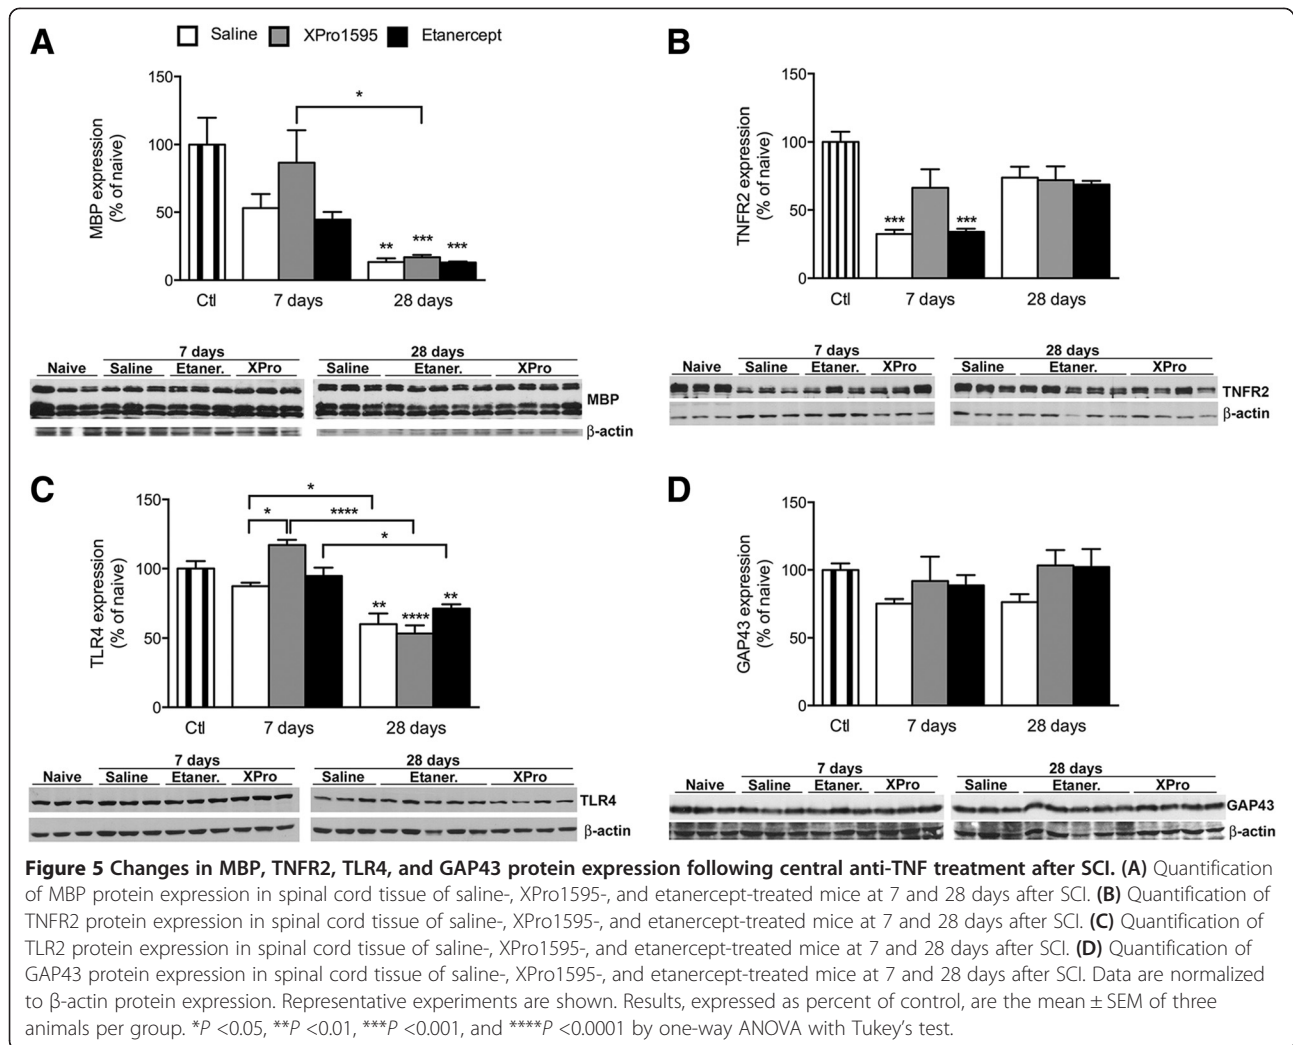 A
Saline XPro1595 Etanercept
MBP expression
(% of naive)
150
100
50
0
*
** *** ***
Ctl 7 days 28 days
7 days 28 days
Naive Saline Etaner. XPro Saline Etaner. XPro
MBP
β-actin
B
TNFR2 expression
(% of naive)
150
100
50
0
*** ***
Ctl 7 days 28 days
7 days 28 days
Naive Saline Etaner. XPro Saline Etaner. XPro
TNFR2
β-actin
C
TLR4 expression
(% of naive)
150
100
50
0
*
* ****
*
** **** **
Ctl 7 days 28 days
7 days 28 days
Naive Saline Etaner. XPro Saline Etaner. XPro
TLR4
β-actin
D
GAP43 expression
(% of naive)
150
100
50
0
Ctl 7 days 28 days
7 days 28 days
Naive Saline Etaner. XPro Saline Etaner. XPro
GAP43
β-actin
Figure 5 Changes in MBP, TNFR2, TLR4, and GAP43 protein expression following central anti-TNF treatment after SCI. (A) Quantification
of MBP protein expression in spinal cord tissue of saline-, XPro1595-, and etanercept-treated mice at 7 and 28 days after SCI. (B) Quantification of
TNFR2 protein expression in spinal cord tissue of saline-, XPro1595-, and etanercept-treated mice at 7 and 28 days after SCI. (C) Quantification of
TLR2 protein expression in spinal cord tissue of saline-, XPro1595-, and etanercept-treated mice at 7 and 28 days after SCI. (D) Quantification of
GAP43 protein expression in spinal cord tissue of saline-, XPro1595-, and etanercept-treated mice at 7 and 28 days after SCI. Data are normalized
to β-actin protein expression. Representative experiments are shown. Results, expressed as percent of control, are the mean ± SEM of three
animals per group. *P <0.05, **P <0.01, ***P <0.001, and ****P <0.0001 by one-way ANOVA with Tukey's test.